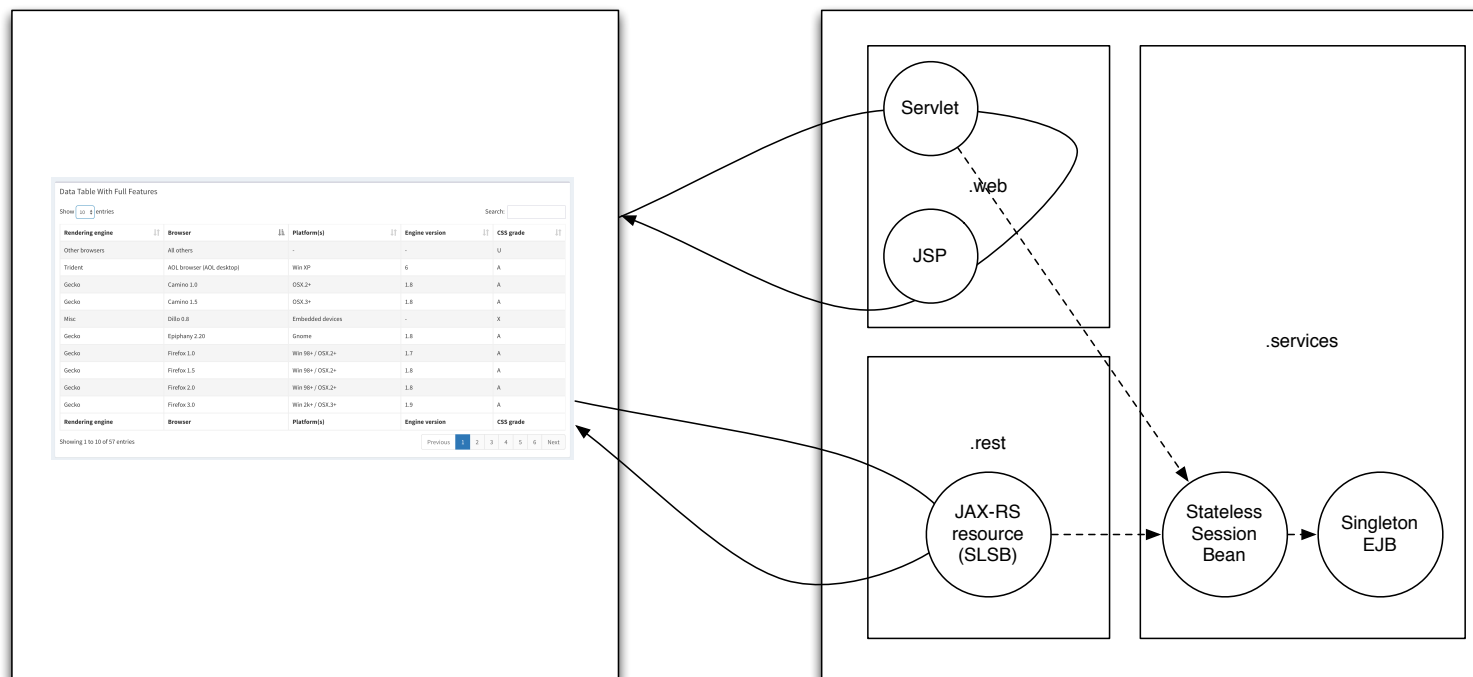 Data Table With Full Features
Show 10 entries Search:
Rendering engine Browser Platform(s) Engine version CSS grade
Other browsers All others - - U
Trident AOL browser (AOL desktop) Win XP 6 A
Gecko Camino 1.0 OSX.2+ 1.8 A
Gecko Camino 1.5 OSX.3+ 1.8 A
Misc Dillo 0.8 Embedded devices - X
Gecko Epiphany 2.20 Gnome 1.8 A
Gecko Firefox 1.0 Win 98+ / OSX.2+ 1.7 A
Gecko Firefox 1.5 Win 98+ / OSX.2+ 1.8 A
Gecko Firefox 2.0 Win 98+ / OSX.2+ 1.8 A
Gecko Firefox 3.0 Win 2k+ / OSX.3+ 1.9 A
Rendering engine Browser Platform(s) Engine version CSS grade
Showing 1 to 10 of 57 entries Previous 1 2 3 4 5 6 Next
Servlet
.web
JSP
.rest
JAX-RS
resource
(SLSB)
.services
Stateless
Session
Bean
Singleton
EJB